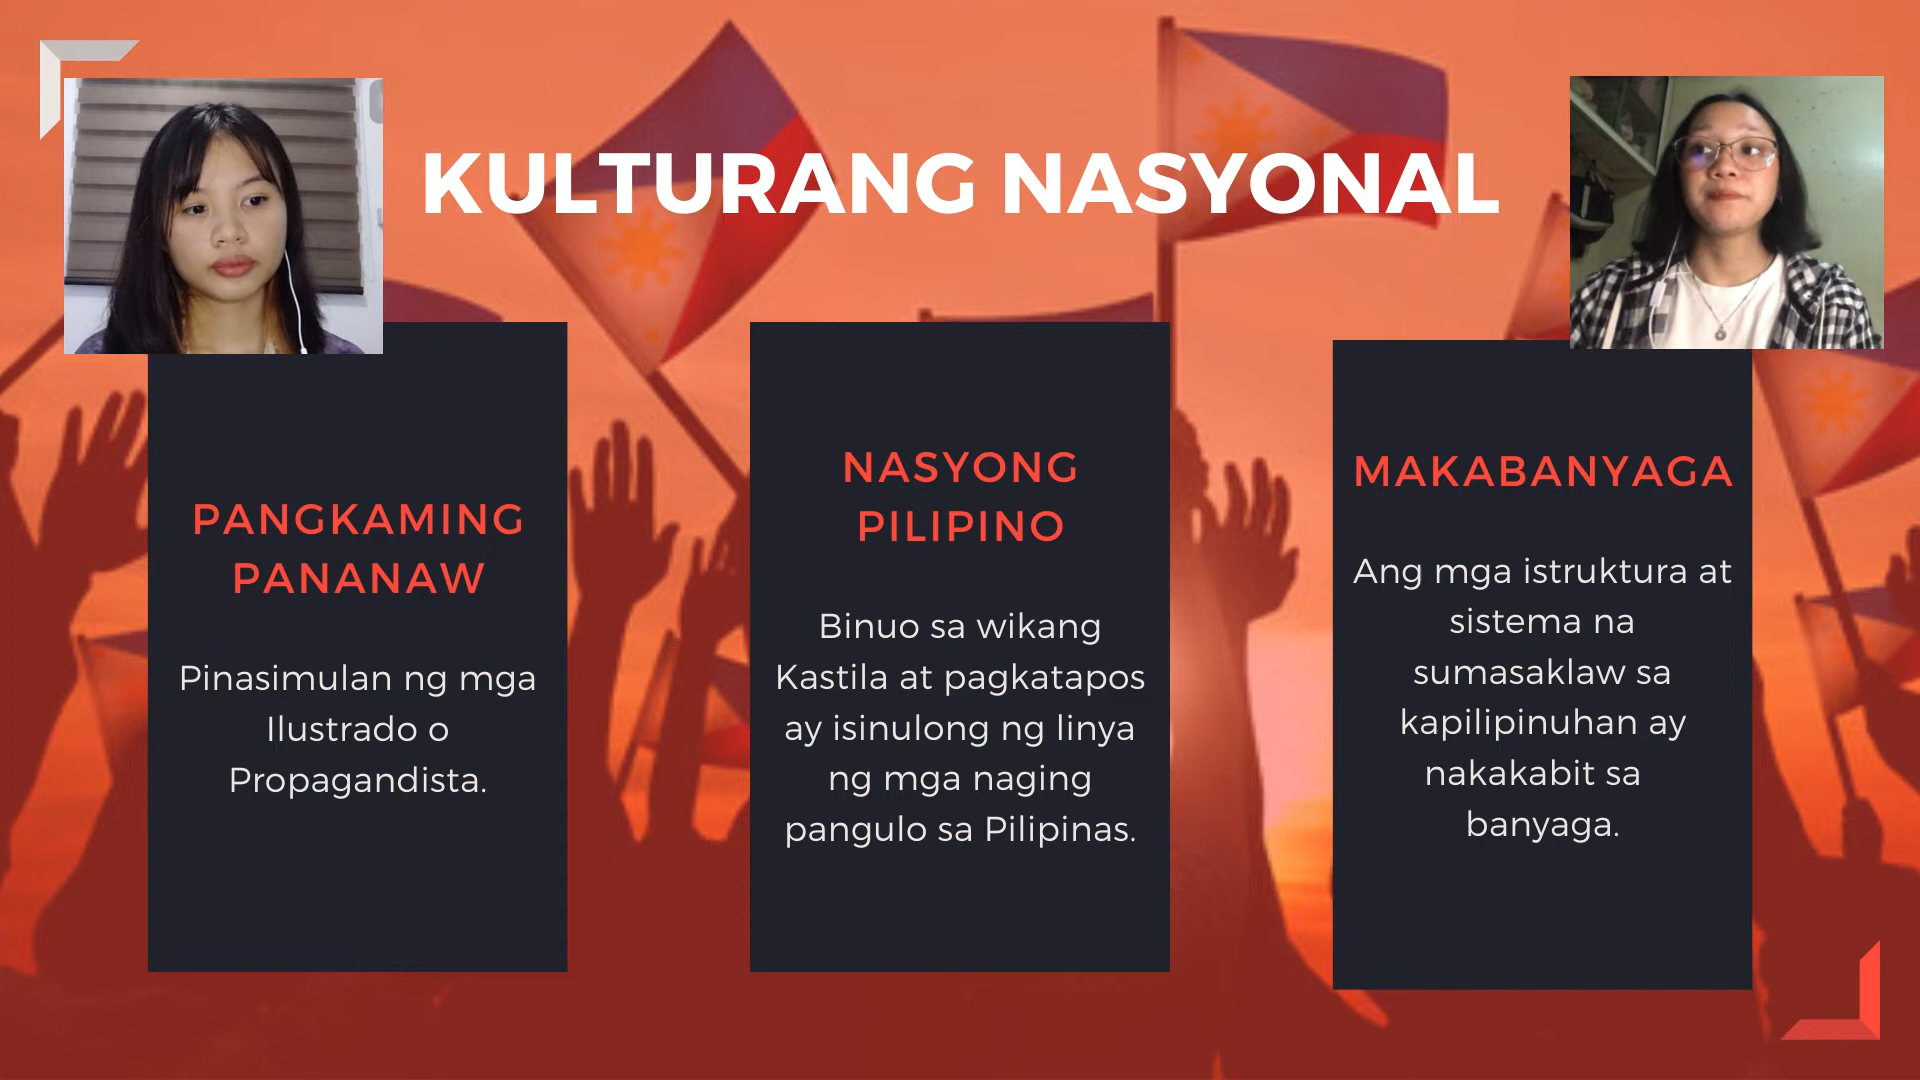 KULTURANG NASYONAL
PANGKAMING
PANANAW
Pinasimulan ng mga
Ilustrado o
Propagandista.
NASYONG
PILIPINO
Binuo sa wikang
Kastila at pagkatapos
ay isinulong ng linya
ng mga naging
pangulo sa Pilipinas.
MAKABANYAGA
Ang mga istruktura at
sistema na
sumasaklaw sa
kapilipinuhan ay
nakakabit sa
banyaga.